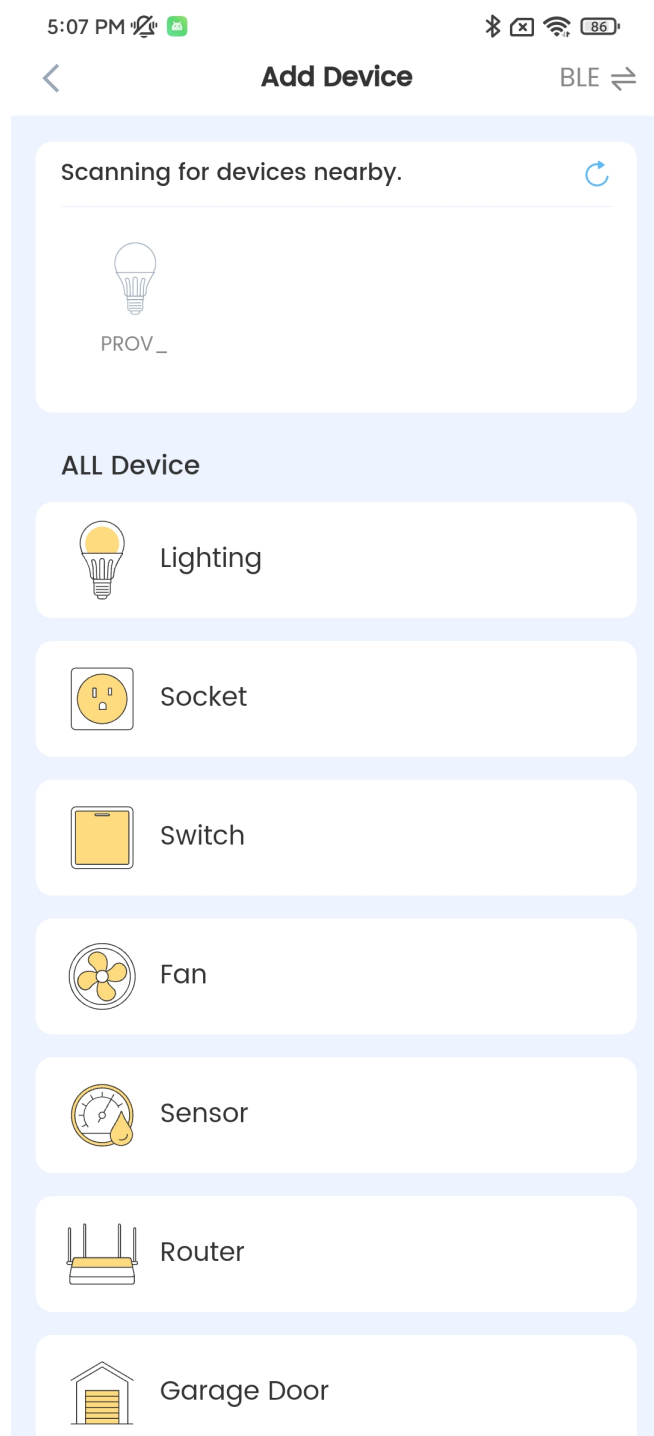 5:07 PM
86
Add Device
BLE
Scanning for devices nearby.
PROV_
ALL Device
Lighting
Socket
Switch
Fan
Sensor
Router
Garage Door